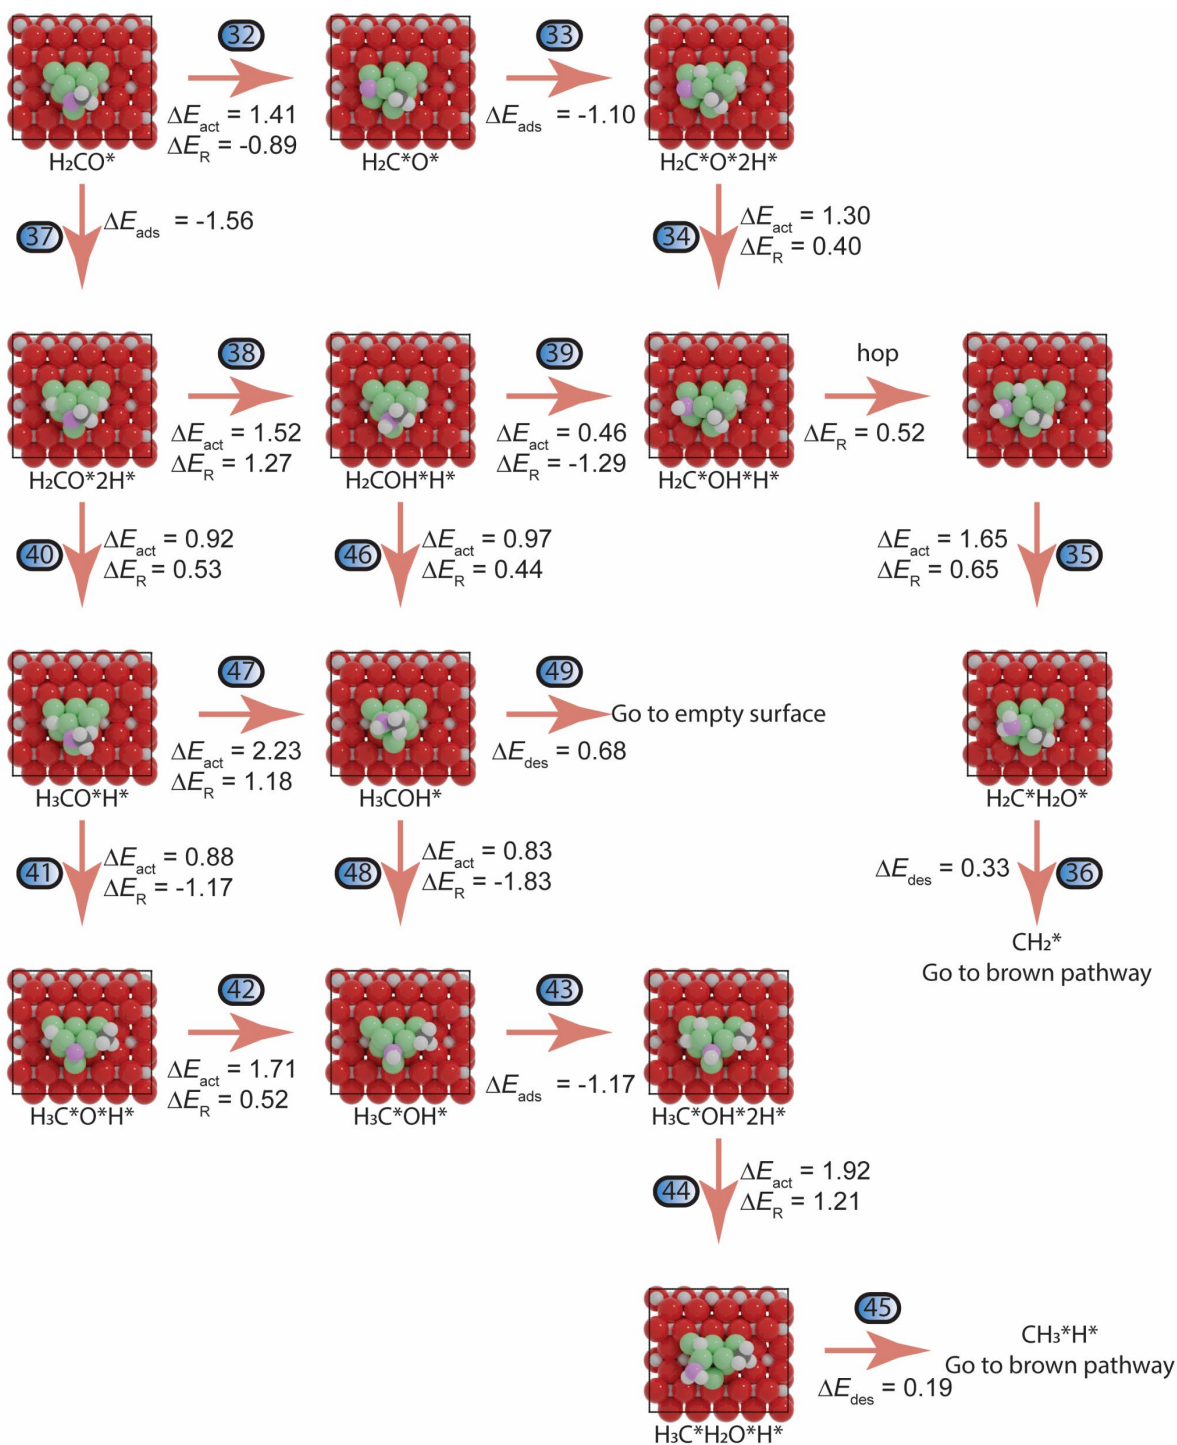 32
33
ΔEact = 1.41
ΔER = -0.89
ΔEads = -1.10
H₂CO*
H₂C*O*
H₂C*O*2H*
37
ΔEads = -1.56
34
ΔEact = 1.30
ΔER = 0.40
38
39
hop
ΔEact = 1.52
ΔER = 1.27
ΔEact = 0.46
ΔER = -1.29
ΔER = 0.52
H₂CO*2H*
H₂COH*H*
H₂C*OH*H*
40
ΔEact = 0.92
ΔER = 0.53
46
ΔEact = 0.97
ΔER = 0.44
ΔEact = 1.65
ΔER = 0.65
35
47
49
Go to empty surface
ΔEact = 2.23
ΔER = 1.18
ΔEdes = 0.68
H₃CO*H*
H₃COH*
H₂C*H₂O*
41
ΔEact = 0.88
ΔER = -1.17
48
ΔEact = 0.83
ΔER = -1.83
ΔEdes = 0.33
36
CH₂*
Go to brown pathway
42
43
ΔEact = 1.71
ΔER = 0.52
ΔEads = -1.17
H₃C*O*H*
H₃C*OH*
H₃C*OH*2H*
44
ΔEact = 1.92
ΔER = 1.21
45
CH₃*H*
Go to brown pathway
ΔEdes = 0.19
H₃C*H₂O*H*